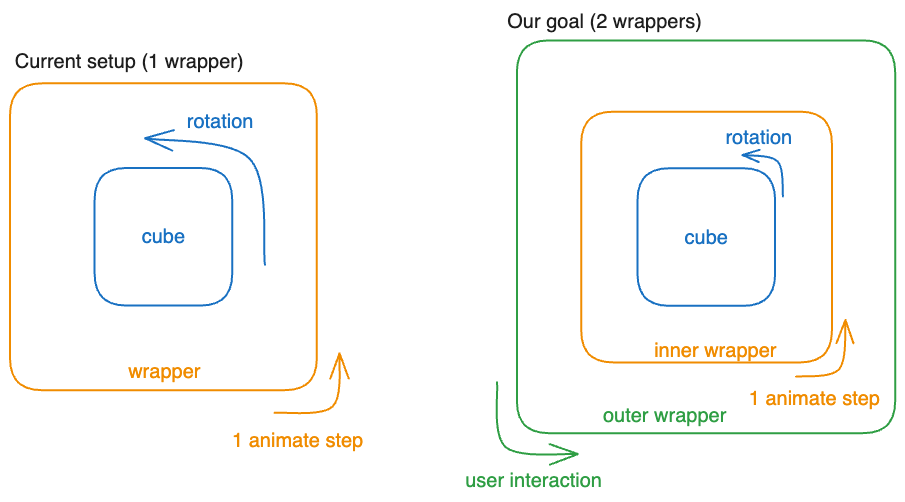 Current setup (1 wrapper)
rotation
cube
wrapper
1 animate step
Our goal (2 wrappers)
rotation
cube
inner wrapper
1 animate step
outer wrapper
user interaction